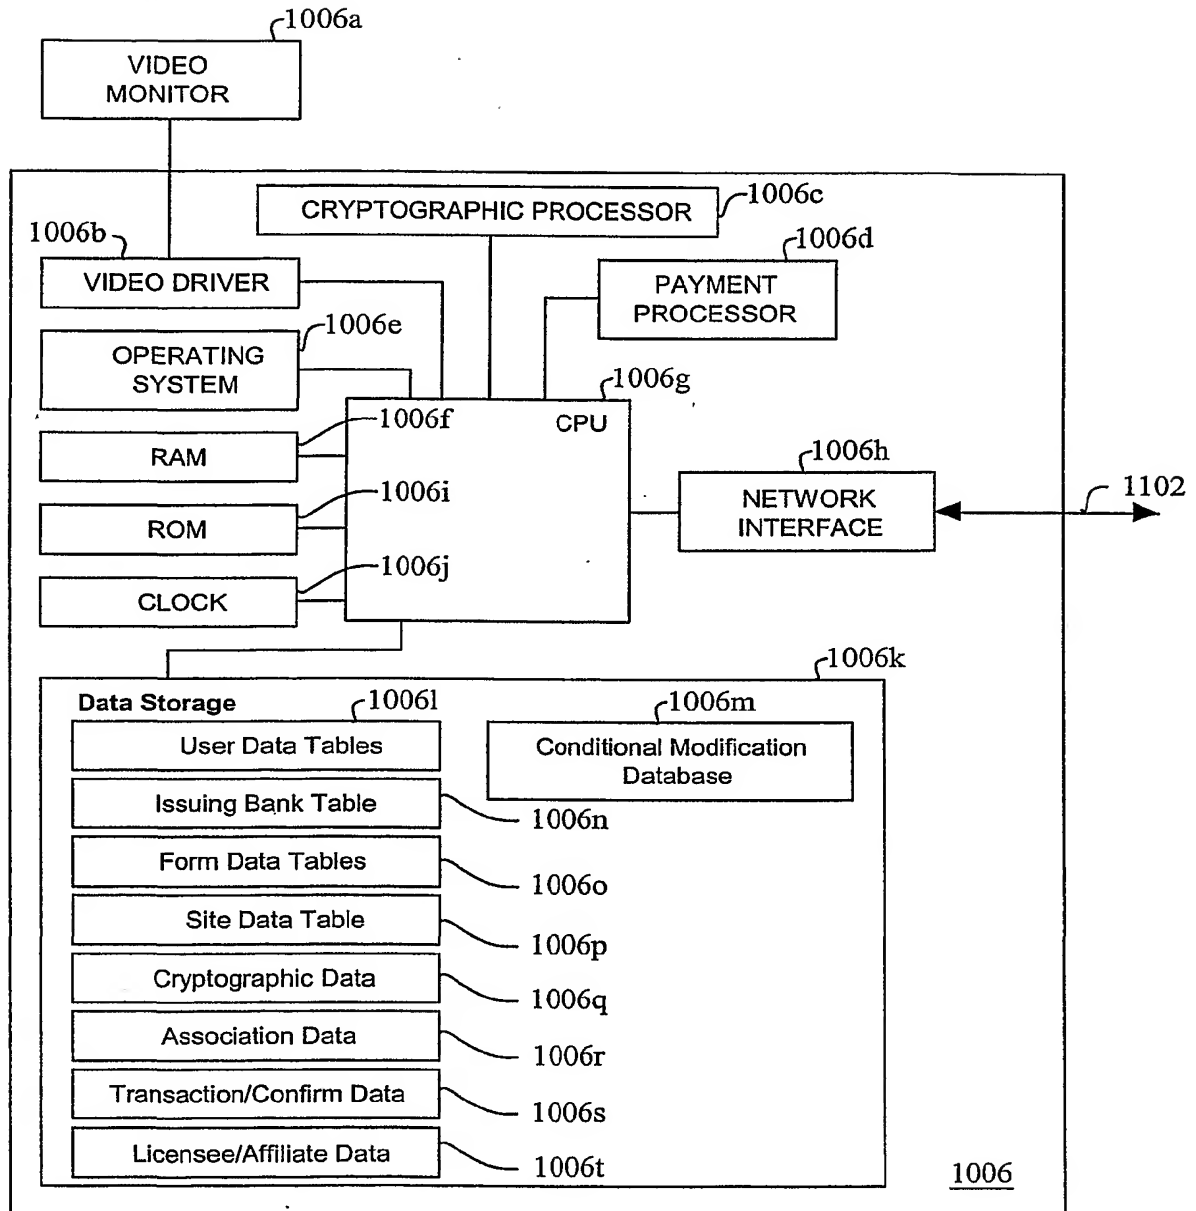 1006a
VIDEO
MONITOR
CRYPTOGRAPHIC PROCESSOR
1006c
1006b
1006d
VIDEO DRIVER
PAYMENT
PROCESSOR
1006e
OPERATING
SYSTEM
1006g
1006f
CPU
RAM
1006h
1006i
NETWORK
INTERFACE
1102
ROM
1006j
CLOCK
1006k
Data Storage
1006l
1006m
User Data Tables
Conditional Modification
Database
Issuing Bank Table
1006n
Form Data Tables
1006o
Site Data Table
1006p
Cryptographic Data
1006q
Association Data
1006r
Transaction/Confirm Data
1006s
Licensee/Affiliate Data
1006t
1006